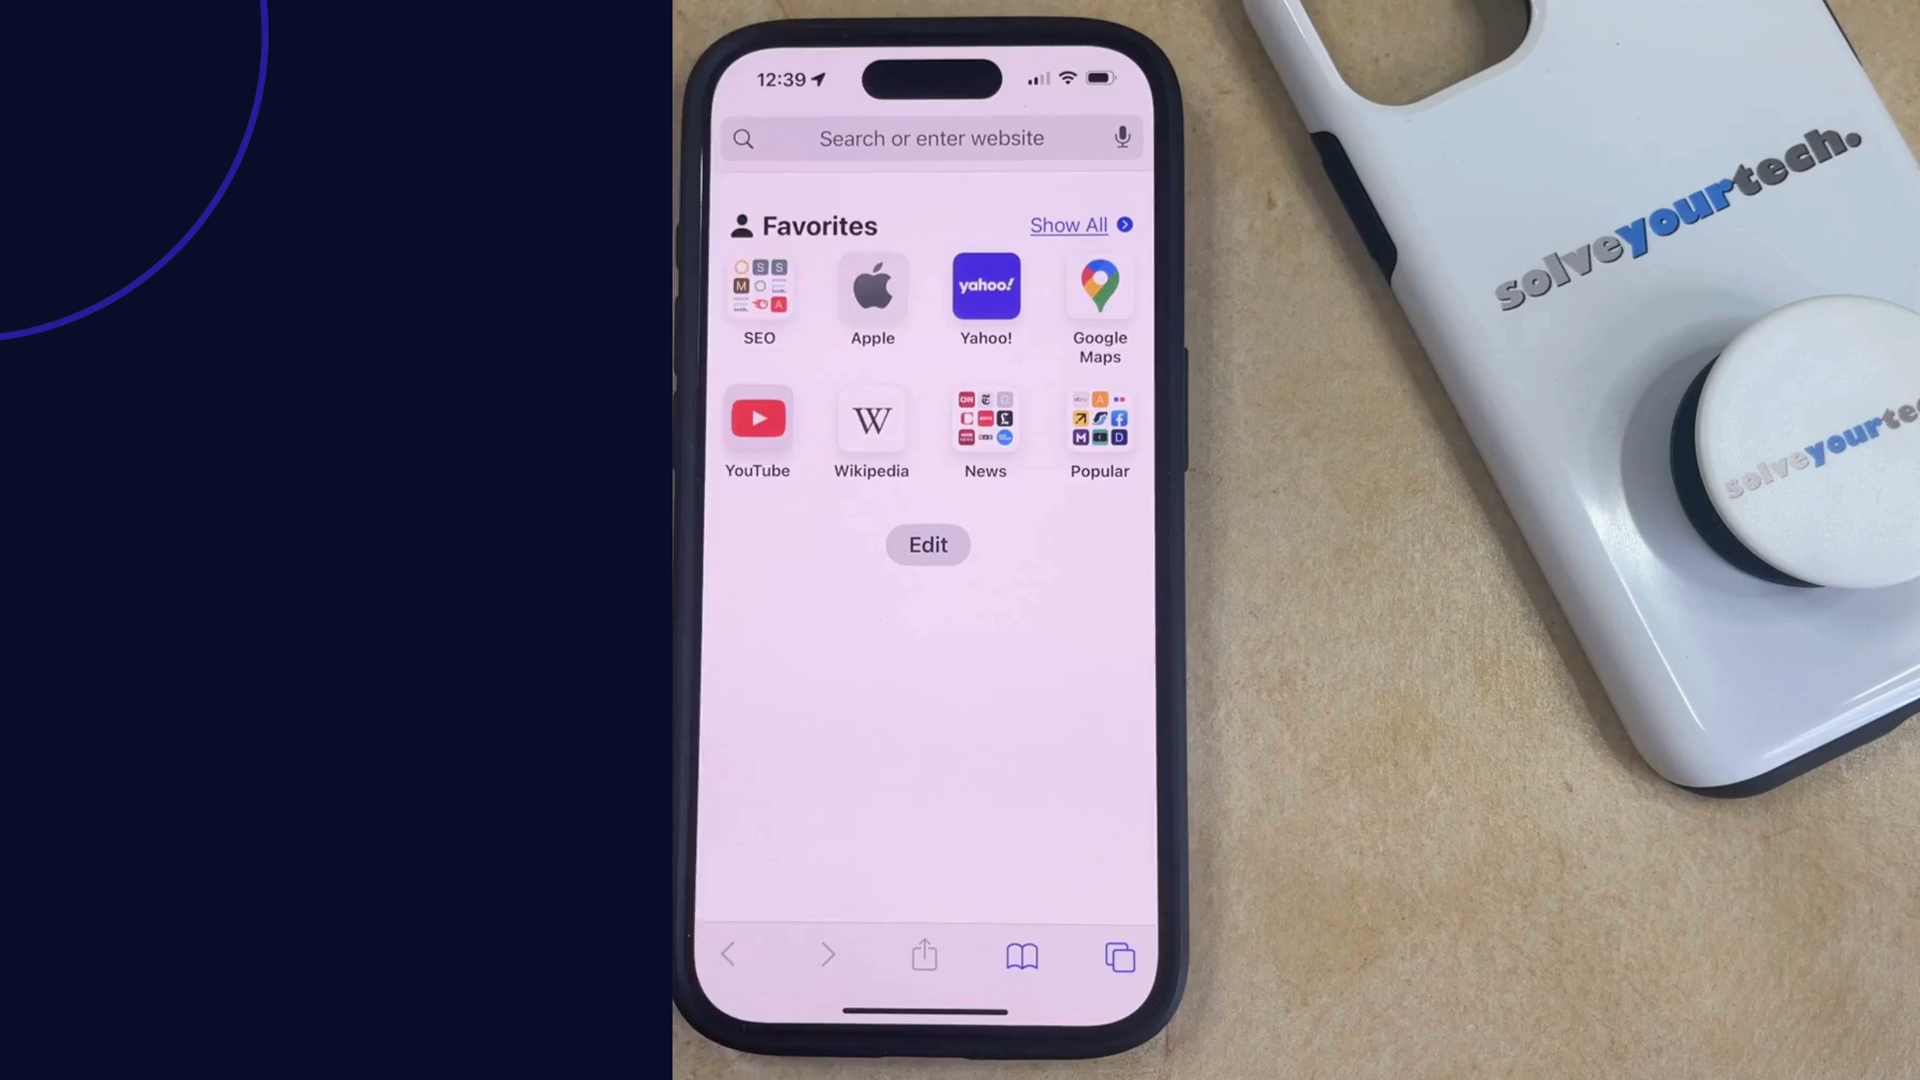 12:39
Search or enter website
Favorites
Show All
SEO
Apple
yahoo!
Yahoo!
Google
Maps
YouTube
W
Wikipedia
News
Popular
Edit
solveyourtech.
solveyourte